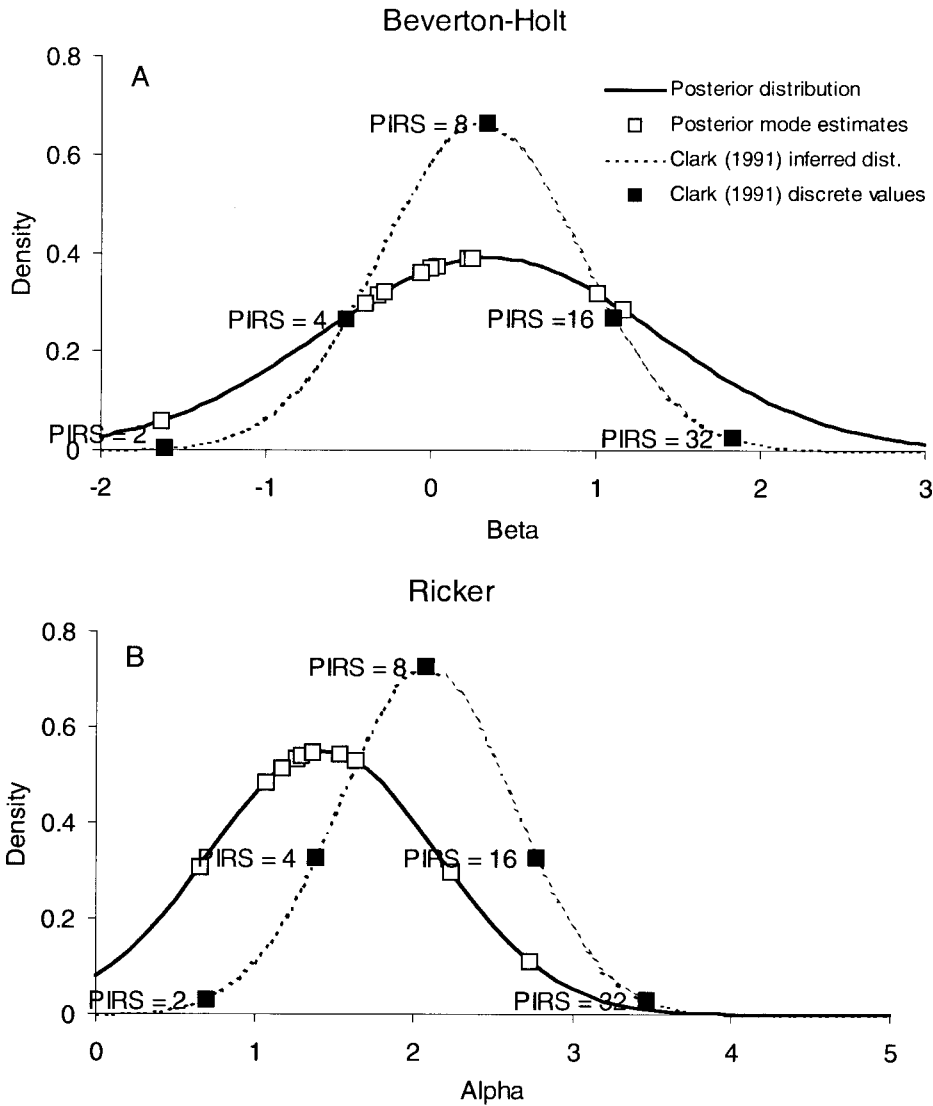 Beverton-Holt
0.8
A
Posterior distribution
PIRS = 8
Posterior mode estimates
0.6
Clark (1991) inferred dist.
Clark (1991) discrete values
Density
0.4
PIRS = 4
PIRS =16
0.2
PIRS = 2
PIRS = 32
0
-2
-1
0
1
2
3
Beta
Ricker
0.8
B
PIRS = 8
0.6
Density
0.4
PIRS = 4
PIRS = 16
0.2
PIRS = 2
PIRS = 32
0
0
1
2
3
4
5
Alpha